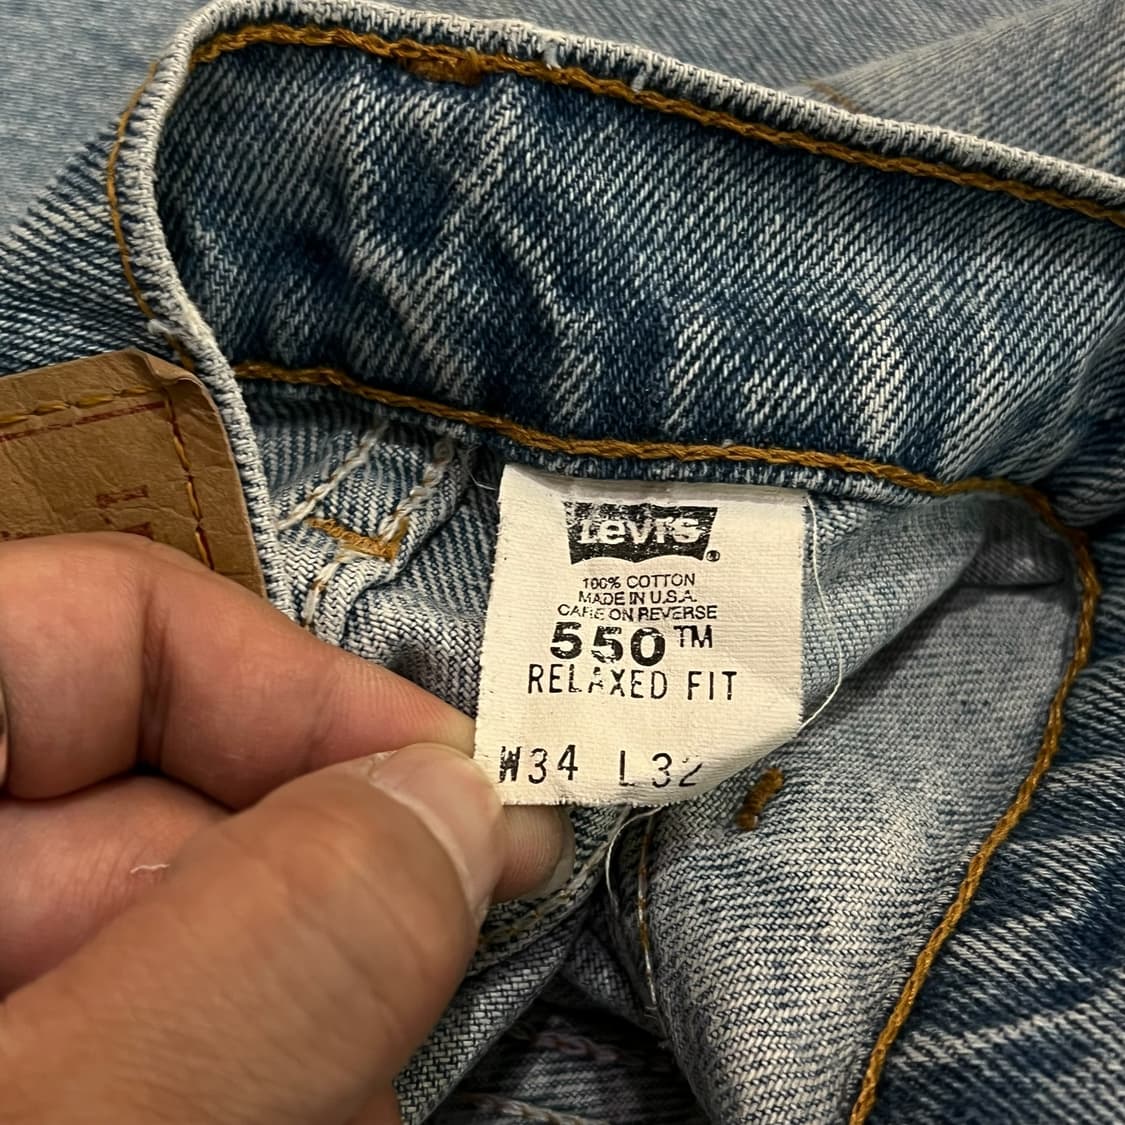 Levi's ®
100% COTTON
MADE IN U.S.A.
CARE ON REVERSE
550™
RELAXED FIT
W34 L32